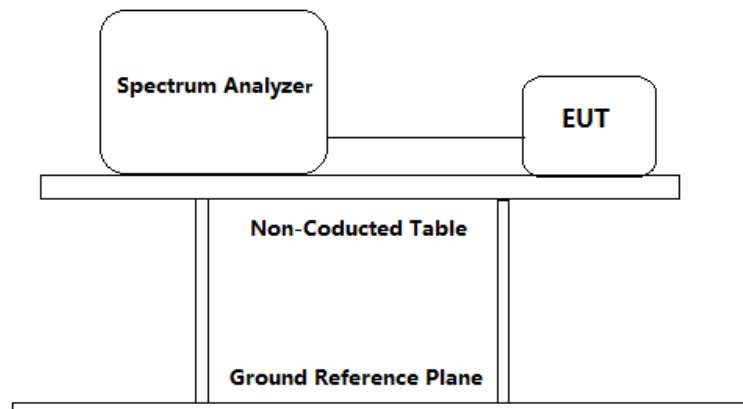 Spectrum Analyzer
EUT
Non-Coducted Table
Ground Reference Plane